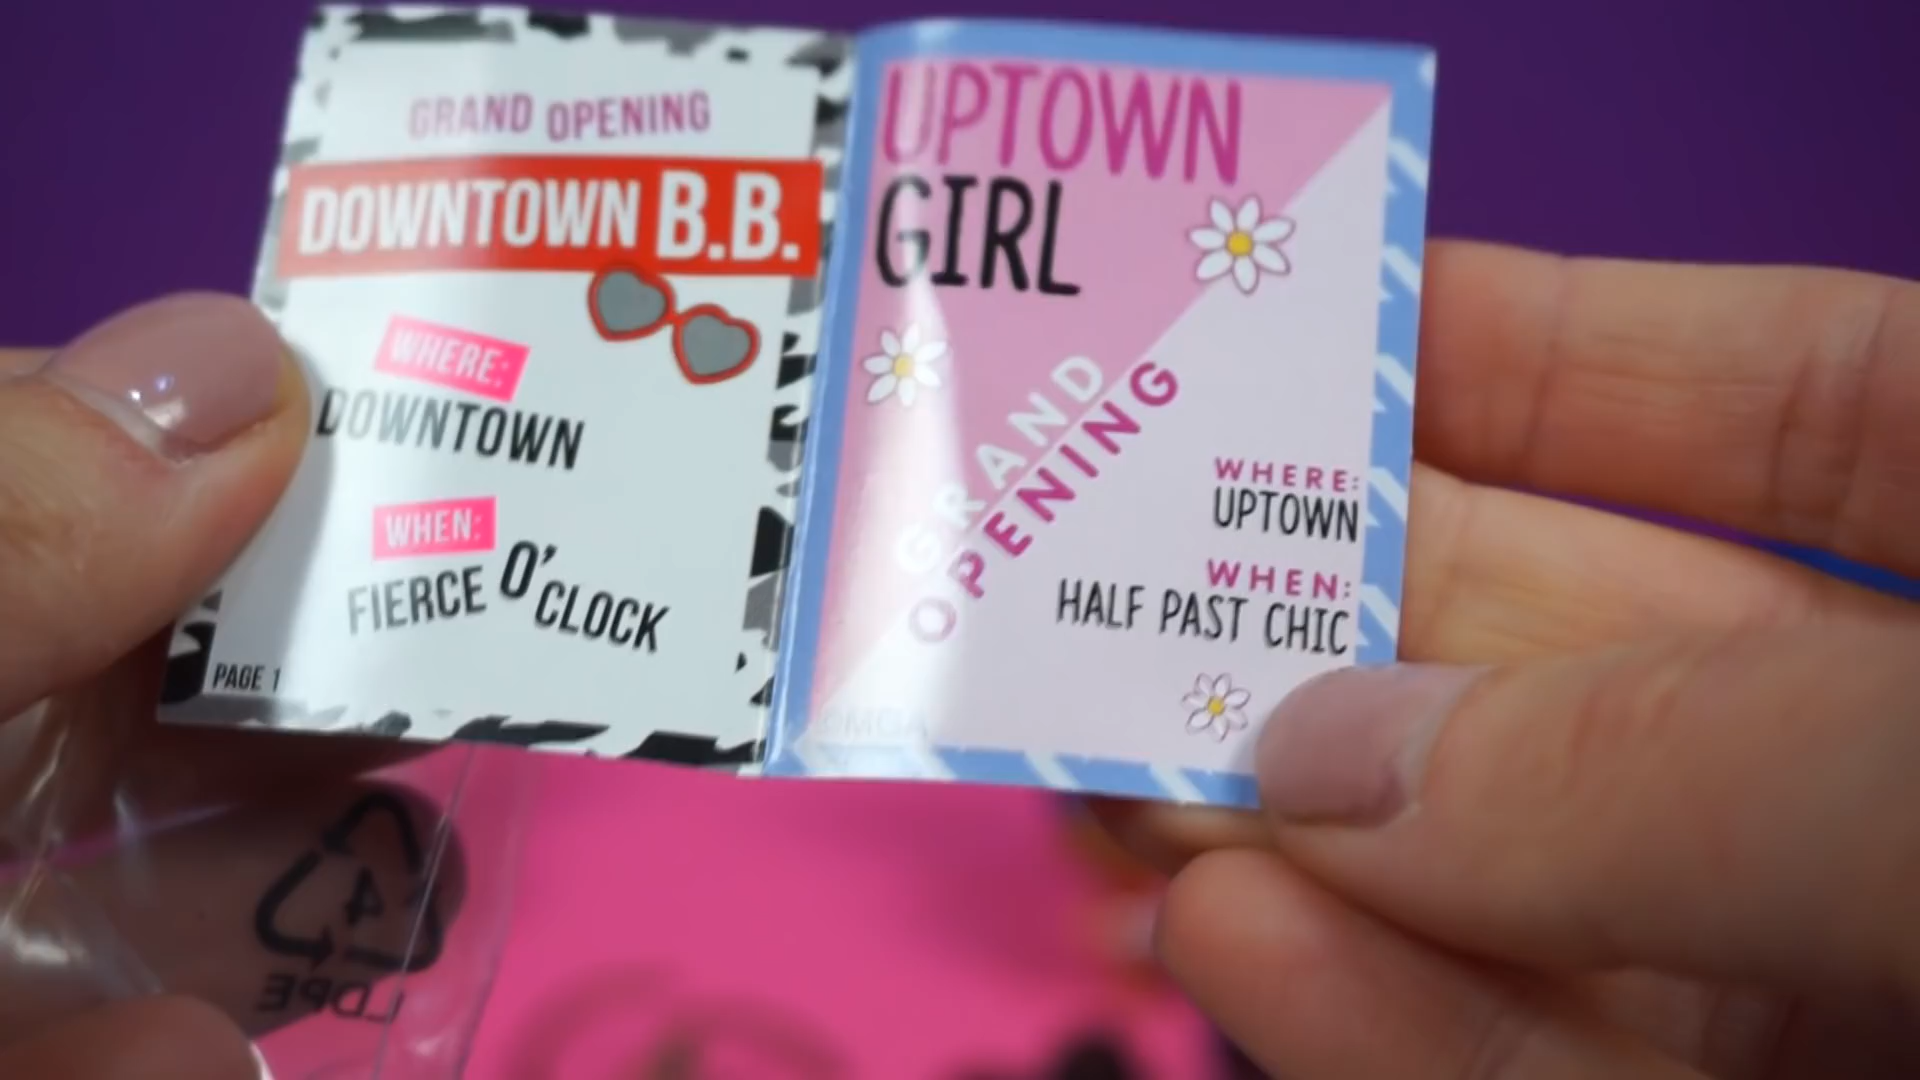 GRAND OPENING
DOWNTOWN B.B.
WHERE:
DOWNTOWN
WHEN:
FIERCE O'CLOCK
PAGE 1
UPTOWN
GIRL
GRAND
OPENING
WHERE:
UPTOWN
WHEN:
HALF PAST CHIC
4
LDPE